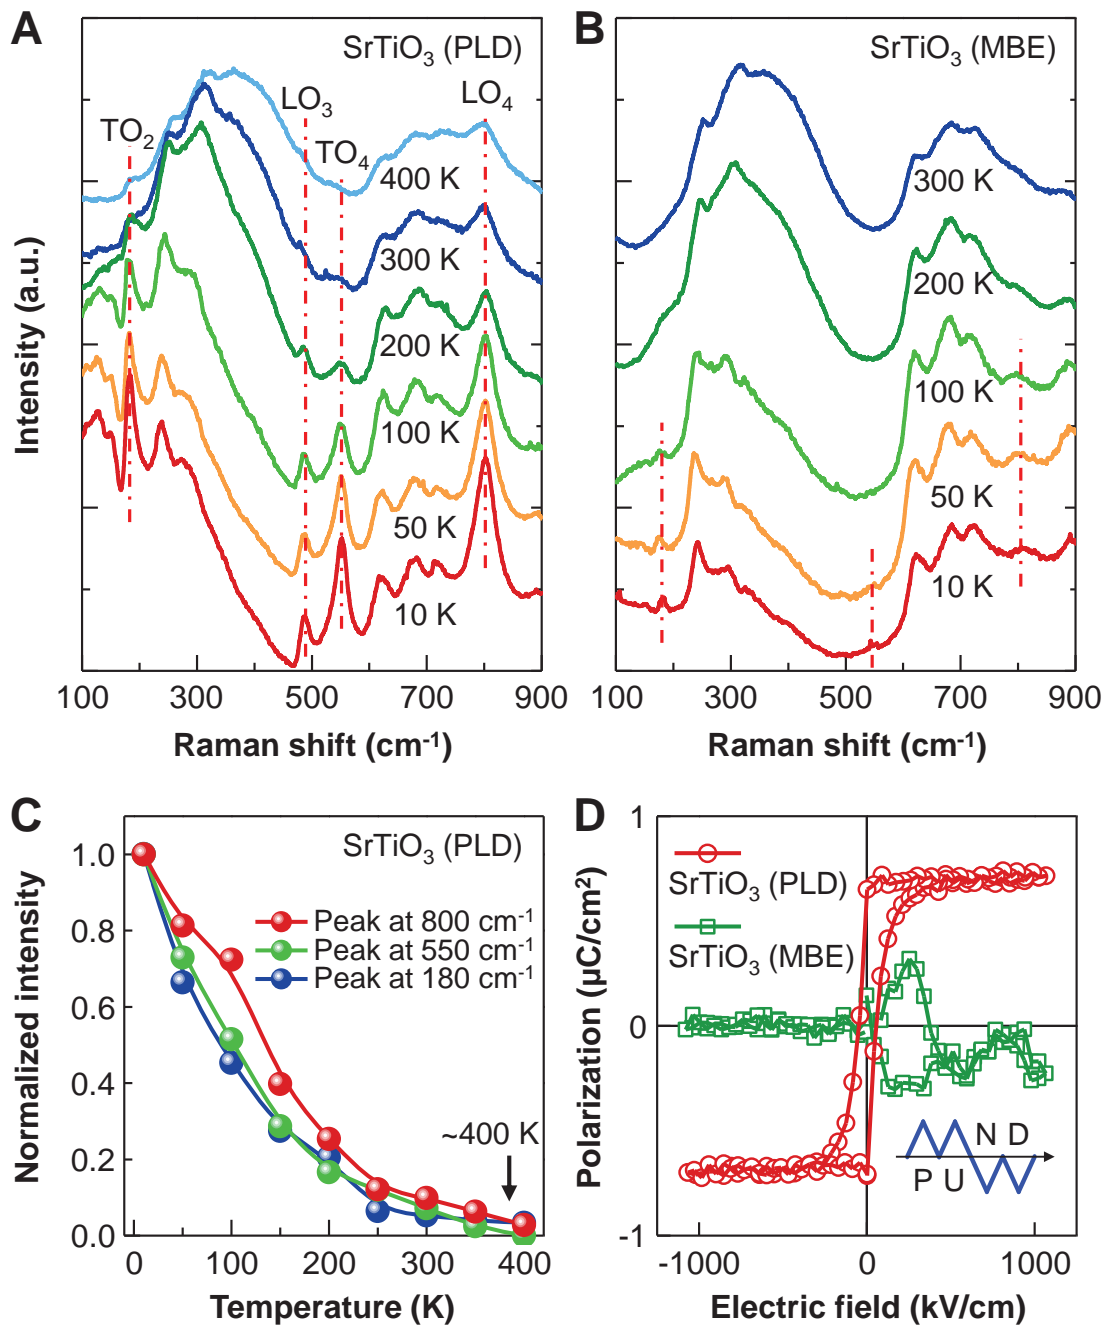 A
SrTiO₃ (PLD)
LO₃
LO₄
TO₂
TO₄
400 K
300 K
200 K
100 K
50 K
10 K
Intensity (a.u.)
100 300 500 700 900
Raman shift (cm⁻¹)
B
SrTiO₃ (MBE)
300 K
200 K
100 K
50 K
10 K
100 300 500 700 900
Raman shift (cm⁻¹)
C
SrTiO₃ (PLD)
Peak at 800 cm⁻¹
Peak at 550 cm⁻¹
Peak at 180 cm⁻¹
~400 K
Normalized intensity
1.0
0.8
0.6
0.4
0.2
0.0
0 100 200 300 400
Temperature (K)
D
SrTiO₃ (PLD)
SrTiO₃ (MBE)
N D
P U
Polarization (μC/cm²)
1
0
-1
-1000 0 1000
Electric field (kV/cm)